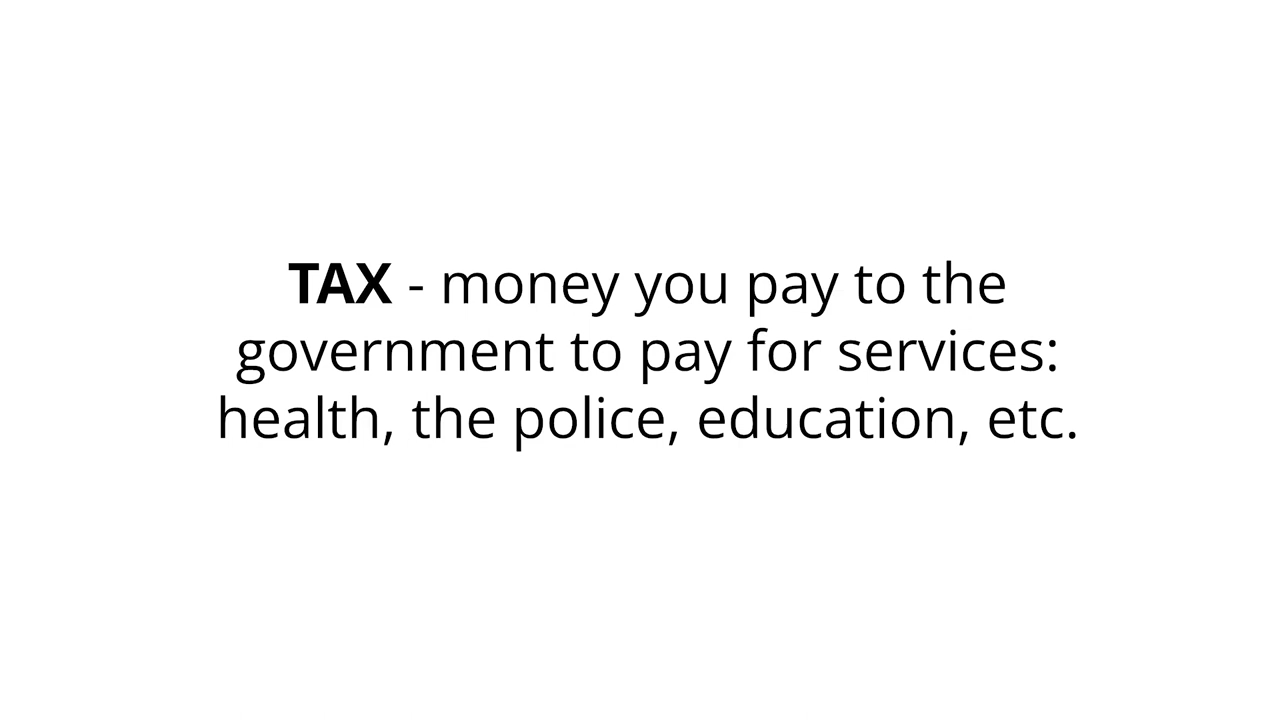 TAX - money you pay to the
government to pay for services:
health, the police, education, etc.